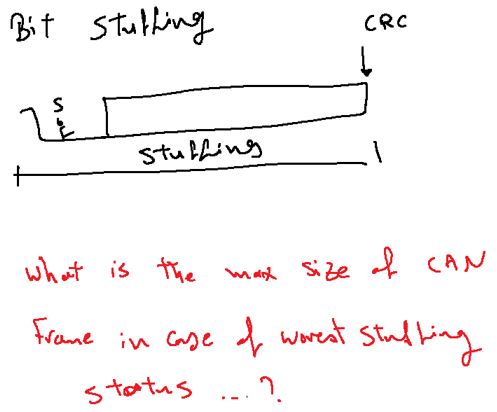 Bit Stuffing
CRC
S
Stuffing
What is the max size of CAN
Frame in case of worest Stuffing
status ...?